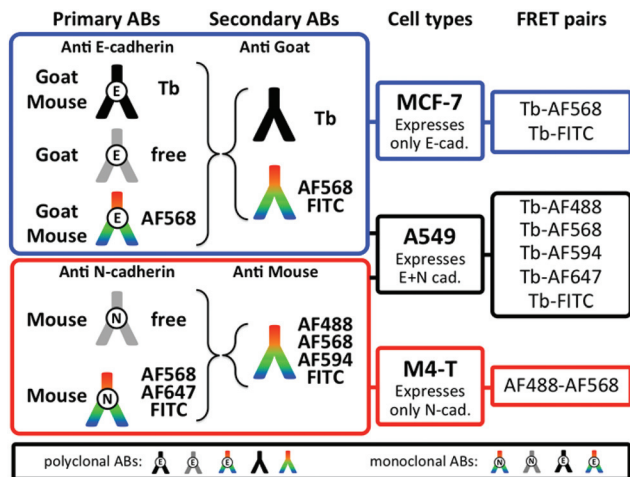 Primary ABs Secondary ABs Cell types FRET pairs
Anti E-cadherin Anti Goat
Goat
Mouse
E
Tb
Goat
E
free
Goat
Mouse
E
AF568
Tb
AF568
FITC
MCF-7
Expresses
only E-cad.
Tb-AF568
Tb-FITC
A549
Expresses
E+N cad.
Tb-AF488
Tb-AF568
Tb-AF594
Tb-AF647
Tb-FITC
Anti N-cadherin Anti Mouse
Mouse
N
free
Mouse
N
AF568
AF647
FITC
AF488
AF568
AF594
FITC
M4-T
Expresses
only N-cad.
AF488-AF568
polyclonal ABs: E E E monoclonal ABs: N N E E